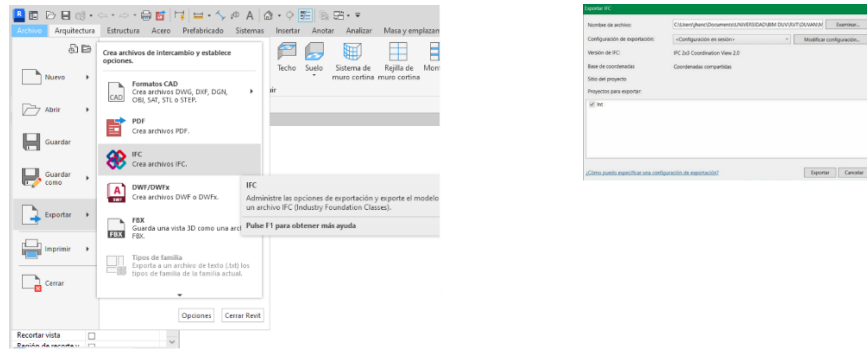 Archivo Arquitectura Estructura Acero Prefabricado Sistemas Insertar Anotar Analizar Masa y emplazam
Nuevo
Abrir
Guardar
Guardar como
Exportar
Imprimir
Cerrar
Crea archivos de intercambio y establece
opciones.
Formatos CAD
Crea archivos DWG, DXF, DGN,
OBJ, SAT, STL o STEP.
CAD
PDF
Crea archivos PDF.
IFC
Crea archivos IFC.
DWF/DWFx
Crea archivos DWF o DWFx.
FBX
Guarda una vista 3D como una arc
FBX.
Tipos de familia
Exporta a un archivo de texto (.txt) los
tipos de familia de la familia actual.
Opciones Cerrar Revit
Techo Suelo Sistema de Rejilla de Mon
muro cortina muro cortina
IFC
Administre las opciones de exportación y exporte el modelo
un archivo IFC (Industry Foundation Classes).
Pulse F1 para obtener más ayuda
Recortar vista
Exportar IFC
Nombre de archivo: Examinar...
Configuración de exportación: <Configuración en sesión> Modificar configuración...
Versión de IFC: IFC 2x3 Coordination View 2.0
Base de coordenadas Coordenadas compartidas
Sitio del proyecto
Proyectos para exportar:
¿Cómo puedo especificar una configuración de exportación? Exportar Cancelar